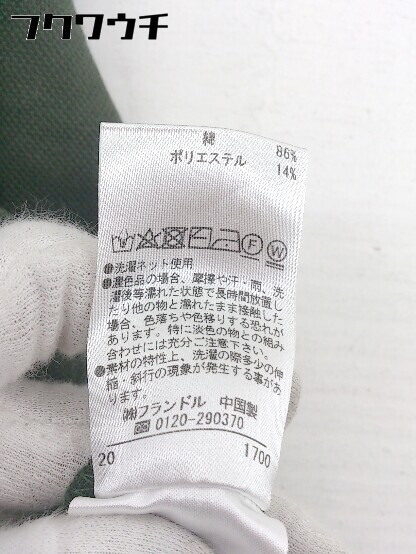 フクワウチ
綿 86%
ポリエステル 14%
F W
洗濯ネット使用
濃色品の場合、摩擦や汗・雨、洗
濯後等濡れた状態で長時間放置し
たり他の物と濡れたまま接触した
場合、色落ちや色移りする恐れが
あります。特に淡色の物との組み
合わせには充分ご注意下さい。
素材の特性上、洗濯の際多少の伸
縮・斜行の現象が発生する事があ
ります。
㈱フランドル 中国製
0120-290370
20 1700